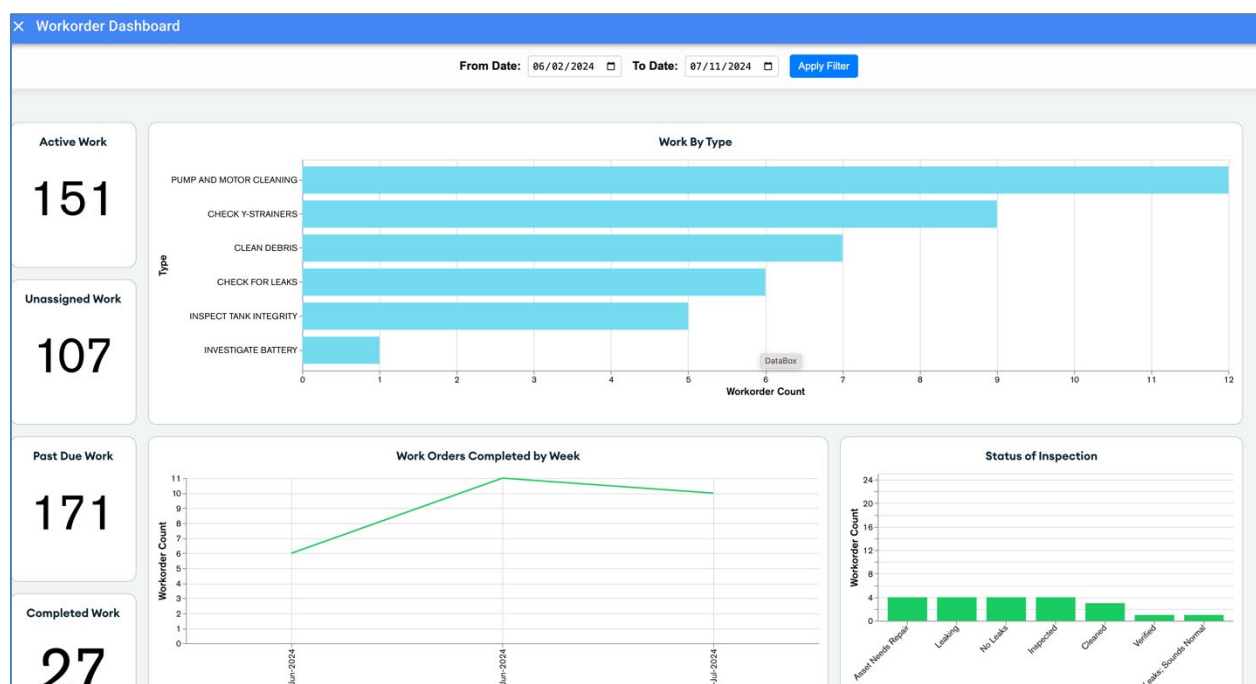 × Workorder Dashboard
From Date: 06/02/2024 To Date: 07/11/2024 Apply Filter
Active Work
151
Unassigned Work
107
Past Due Work
171
Completed Work
27
Work By Type
Type
PUMP AND MOTOR CLEANING
CHECK Y-STRAINERS
CLEAN DEBRIS
CHECK FOR LEAKS
INSPECT TANK INTEGRITY
INVESTIGATE BATTERY
DataBox
0 1 2 3 4 5 6 7 8 9 10 11 12
Workorder Count
Work Orders Completed by Week
Workorder Count
11
10
9
8
7
6
5
4
3
2
1
0
Jun-2024
Jun-2024
-Jul-2024
Status of Inspection
Workorder Count
24
20
16
12
8
4
0
Asset Needs Repair
Leaking
No Leaks
Inspected
Cleaned
Verified
Leaks; Sounds Normal